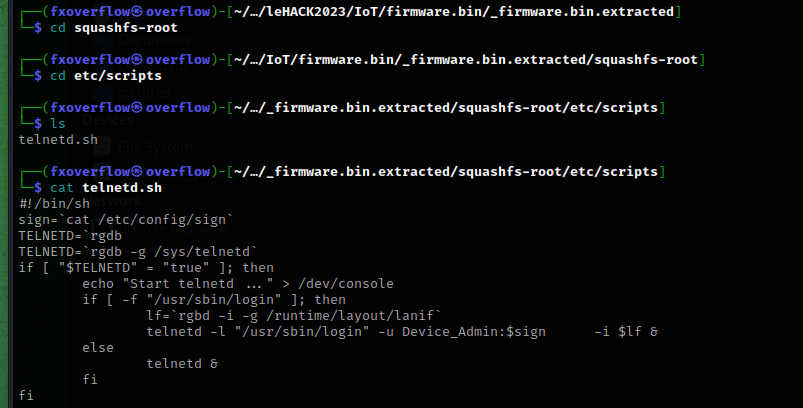 ┌──(fxoverflow㉿overflow)-[~/…/leHACK2023/IoT/firmware.bin/_firmware.bin.extracted]
└─$ cd squashfs-root
┌──(fxoverflow㉿overflow)-[~/…/IoT/firmware.bin/_firmware.bin.extracted/squashfs-root]
└─$ cd etc/scripts
┌──(fxoverflow㉿overflow)-[~/…/_firmware.bin.extracted/squashfs-root/etc/scripts]
└─$ ls
telnetd.sh
┌──(fxoverflow㉿overflow)-[~/…/_firmware.bin.extracted/squashfs-root/etc/scripts]
└─$ cat telnetd.sh
#!/bin/sh
sign=`cat /etc/config/sign`
TELNETD=`rgdb
TELNETD=`rgdb -g /sys/telnetd`
if [ "$TELNETD" = "true" ]; then
        echo "Start telnetd ..." > /dev/console
        if [ -f "/usr/sbin/login" ]; then
                lf=`rgbd -i -g /runtime/layout/lanif`
                telnetd -l "/usr/sbin/login" -u Device_Admin:$sign      -i $lf &
        else
                telnetd &
        fi
fi